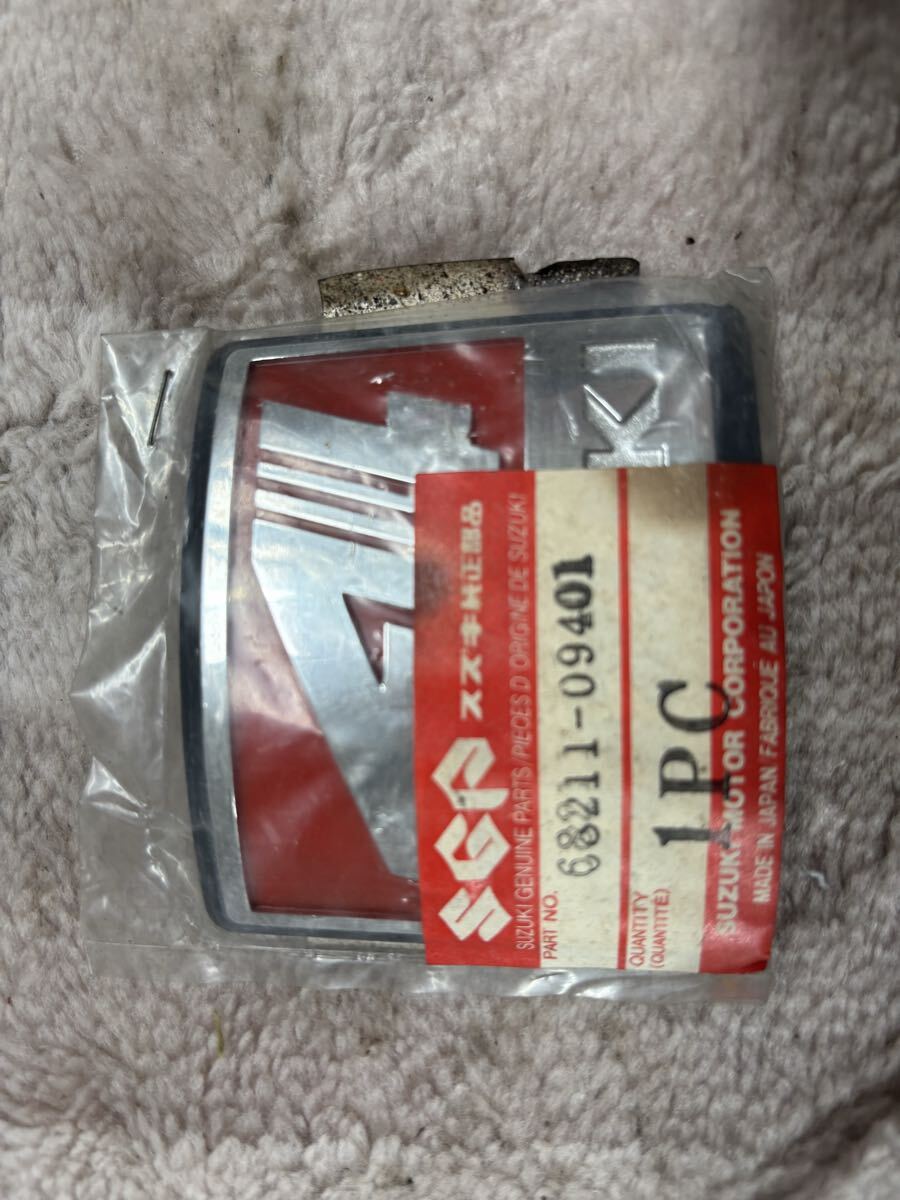 SGP スズキ純正部品
SUZUKI GENUINE PARTS/PIECES D'ORIGINE DE SUZUKI
PART NO.
68211-09401
QUANTITY
(QUANTITÉ)
1PC
SUZUKI MOTOR CORPORATION
MADE IN JAPAN FABRIQUE AU JAPON
KI